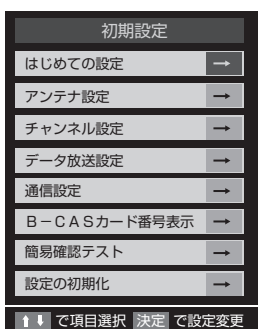 初期設定
はじめての設定 →
アンテナ設定 →
チャンネル設定 →
データ放送設定 →
通信設定 →
B－CASカード番号表示 →
簡易確認テスト →
設定の初期化 →
⬆⬇ で項目選択 決定 で設定変更